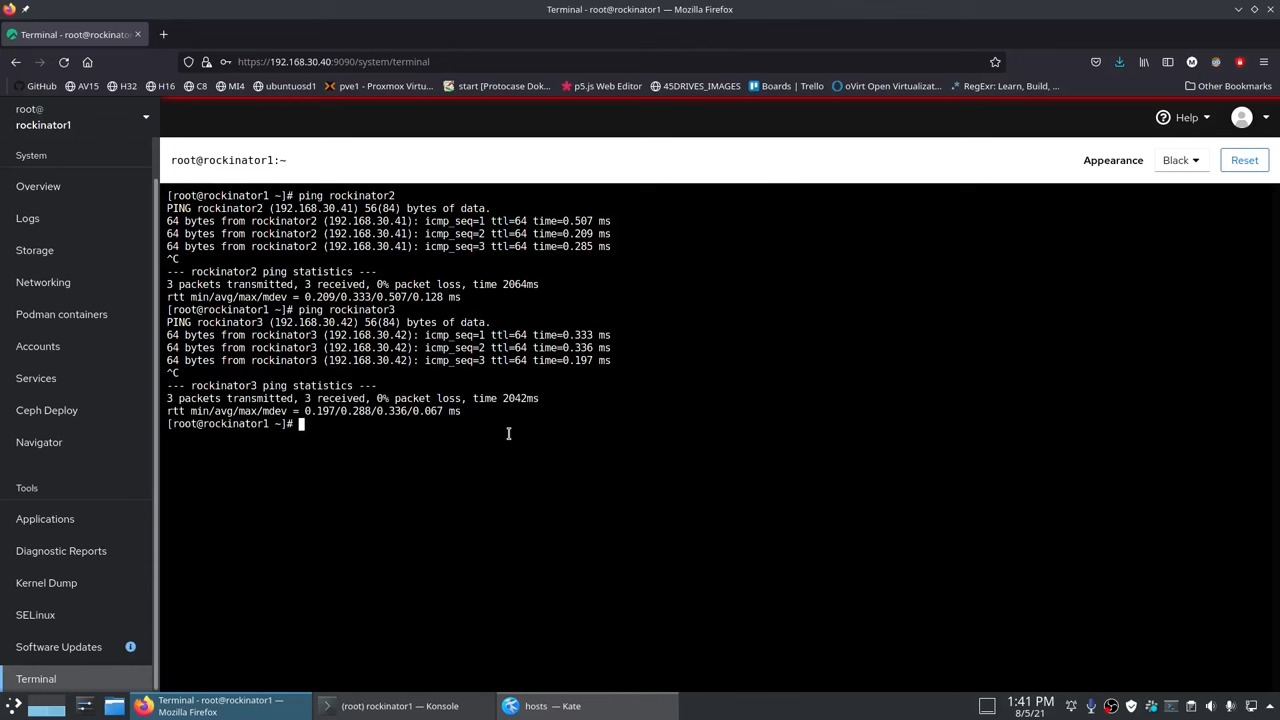 Terminal - root@rockinator1 — Mozilla Firefox
Terminal - root@rockinator
https://192.168.30.40:9090/system/terminal
GitHub
AV15
H32
H16
C8
MI4
ubuntuosd1
pve1 - Proxmox Virtu...
start [Protocase Dok...
p5.js Web Editor
45DRIVES_IMAGES
Boards | Trello
oVirt Open Virtualizat...
RegExr: Learn, Build, ...
Other Bookmarks
root@
rockinator1
Help
System
Overview
Logs
Storage
Networking
Podman containers
Accounts
Services
Ceph Deploy
Navigator
Tools
Applications
Diagnostic Reports
Kernel Dump
SELinux
Software Updates
Terminal
root@rockinator1:~
Appearance
Black
Reset
[root@rockinator1 ~]# ping rockinator2
PING rockinator2 (192.168.30.41) 56(84) bytes of data.
64 bytes from rockinator2 (192.168.30.41): icmp_seq=1 ttl=64 time=0.507 ms
64 bytes from rockinator2 (192.168.30.41): icmp_seq=2 ttl=64 time=0.209 ms
64 bytes from rockinator2 (192.168.30.41): icmp_seq=3 ttl=64 time=0.285 ms
^C
--- rockinator2 ping statistics ---
3 packets transmitted, 3 received, 0% packet loss, time 2064ms
rtt min/avg/max/mdev = 0.209/0.333/0.507/0.128 ms
[root@rockinator1 ~]# ping rockinator3
PING rockinator3 (192.168.30.42) 56(84) bytes of data.
64 bytes from rockinator3 (192.168.30.42): icmp_seq=1 ttl=64 time=0.333 ms
64 bytes from rockinator3 (192.168.30.42): icmp_seq=2 ttl=64 time=0.336 ms
64 bytes from rockinator3 (192.168.30.42): icmp_seq=3 ttl=64 time=0.197 ms
^C
--- rockinator3 ping statistics ---
3 packets transmitted, 3 received, 0% packet loss, time 2042ms
rtt min/avg/max/mdev = 0.197/0.288/0.336/0.067 ms
[root@rockinator1 ~]#
Terminal - root@rockinator1 —
Mozilla Firefox
(root) rockinator1 — Konsole
hosts — Kate
1:41 PM
8/5/21